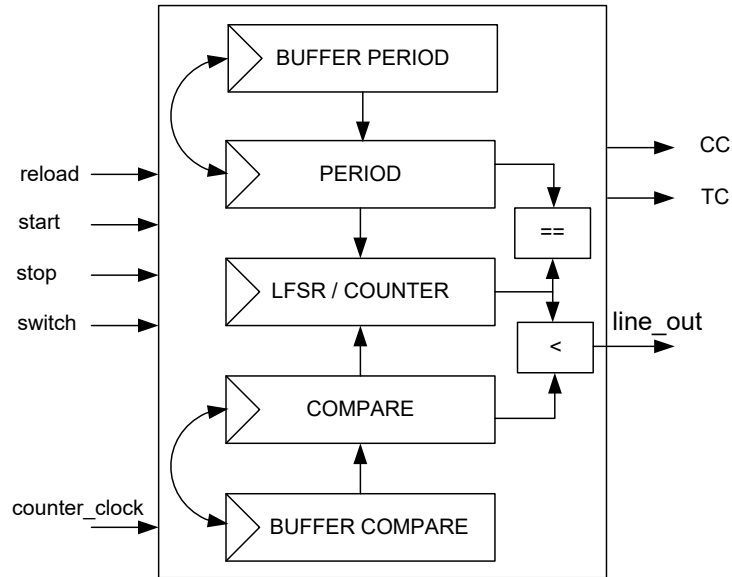 BUFFER PERIOD
PERIOD
CC
reload
TC
start
==
stop
LFSR / COUNTER
switch
line_out
<
COMPARE
counter_clock
BUFFER COMPARE